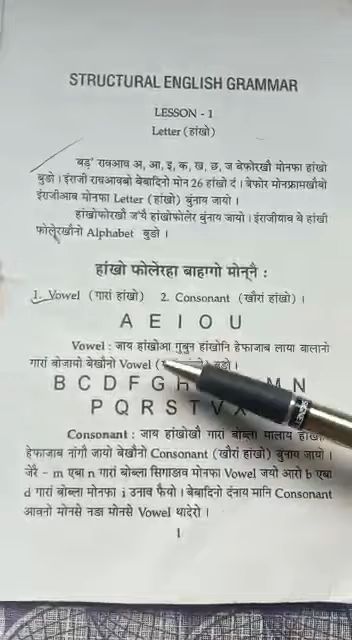 STRUCTURAL ENGLISH GRAMMAR
LESSON - 1
Letter (हांखो)
बड़' रावआव अ, आ, इ, क, ख, छ, ज बेफोरखौ मोनफा हांखो
बुङो । इंराजी रावआवबो बेबादिनो मोन 26 हांखो दं । बेफोर मोनफ्रामखौबो
इंराजीआब मोनफा Letter (हांखो) बुंनाय जायो ।
हांखोफोरखौ ज'यै हांखोफोलेर बुंनाय जायो । इंराजीयाव बे हांखो
फोलेरखौनो Alphabet बुङो ।
हांखो फोलेरहा बाहाग्गो मोननै :
1. Vowel (गारां हांखो) 2. Consonant (खौरां हांखो) ।
A E I O U
Vowel : जाय हांखोआ गुबुन हांखोनि हेफाजाब लाया बालानो
गारां बोजायो बेखौनो Vowel ( बुङो ।
B C D F G H M N
P Q R S T V X
Consonant : जाय हांखोखौ गारां बोब्ला मालाय
हेफाजाब नांगौ जायो बेखौनो Consonant (खौरां हांखो) बुंनाय जायो ।
जेरै - m एबा n गारां बोब्ला सिगाङाव मोनफा Vowel जयो आरो b एबा
d गारां बोब्ला मोनफा i उनाव फैयो । बेबादिनो दंनाय मानि Consonant
आवनो मोनसे नङा मोनसे Vowel थादेरो ।
1